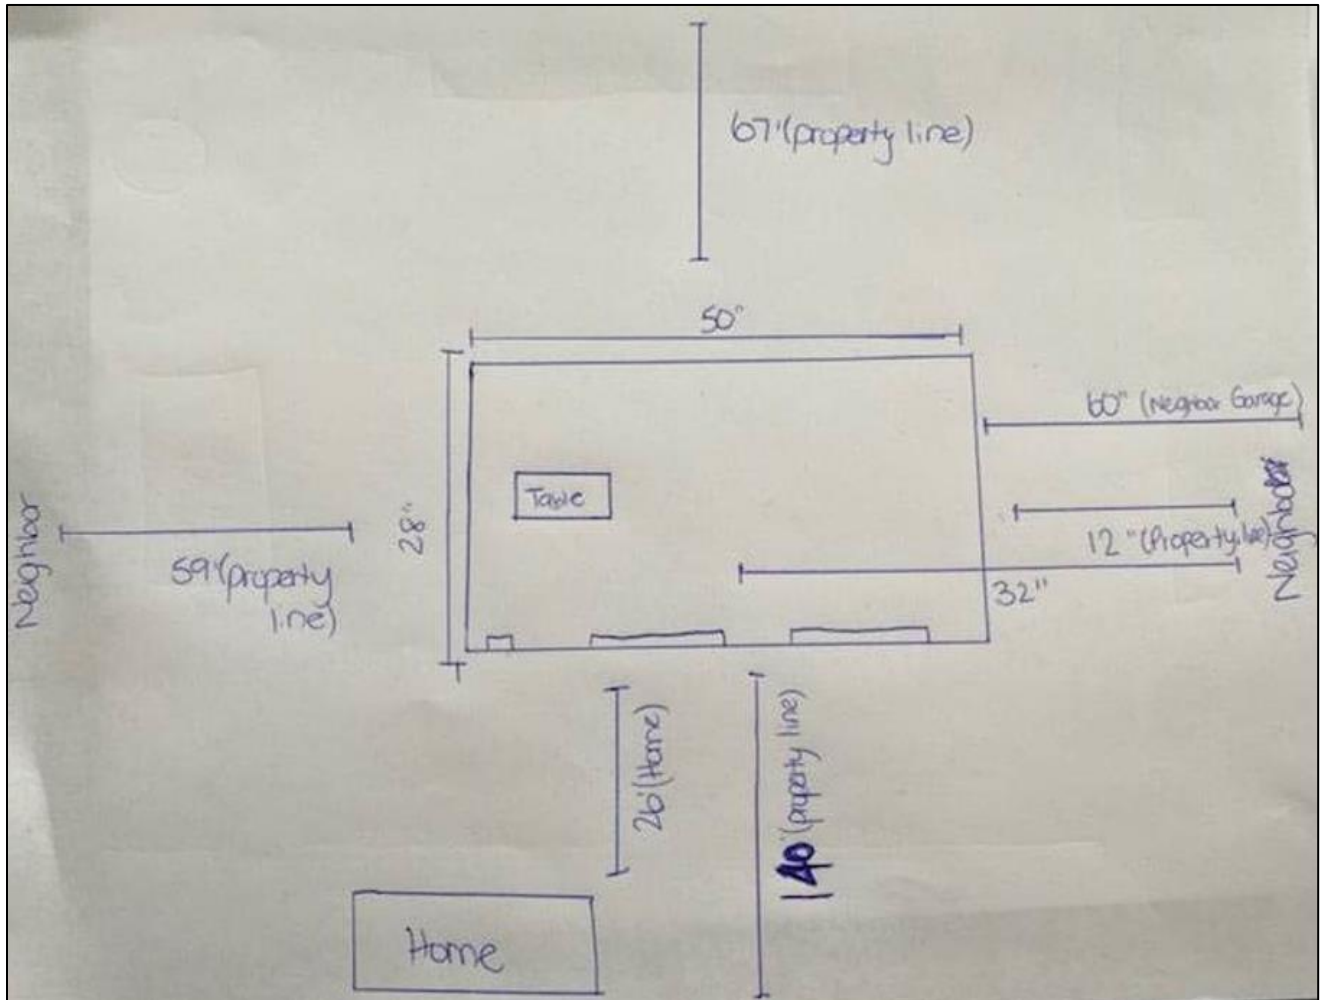 67'(property line)
50"
60" (Neghbor Garage)
Table
28"
Neighbor
59'(property
line)
12 "(Property line)
Neighbor
32"
26'(Home)
140'(property line)
Home